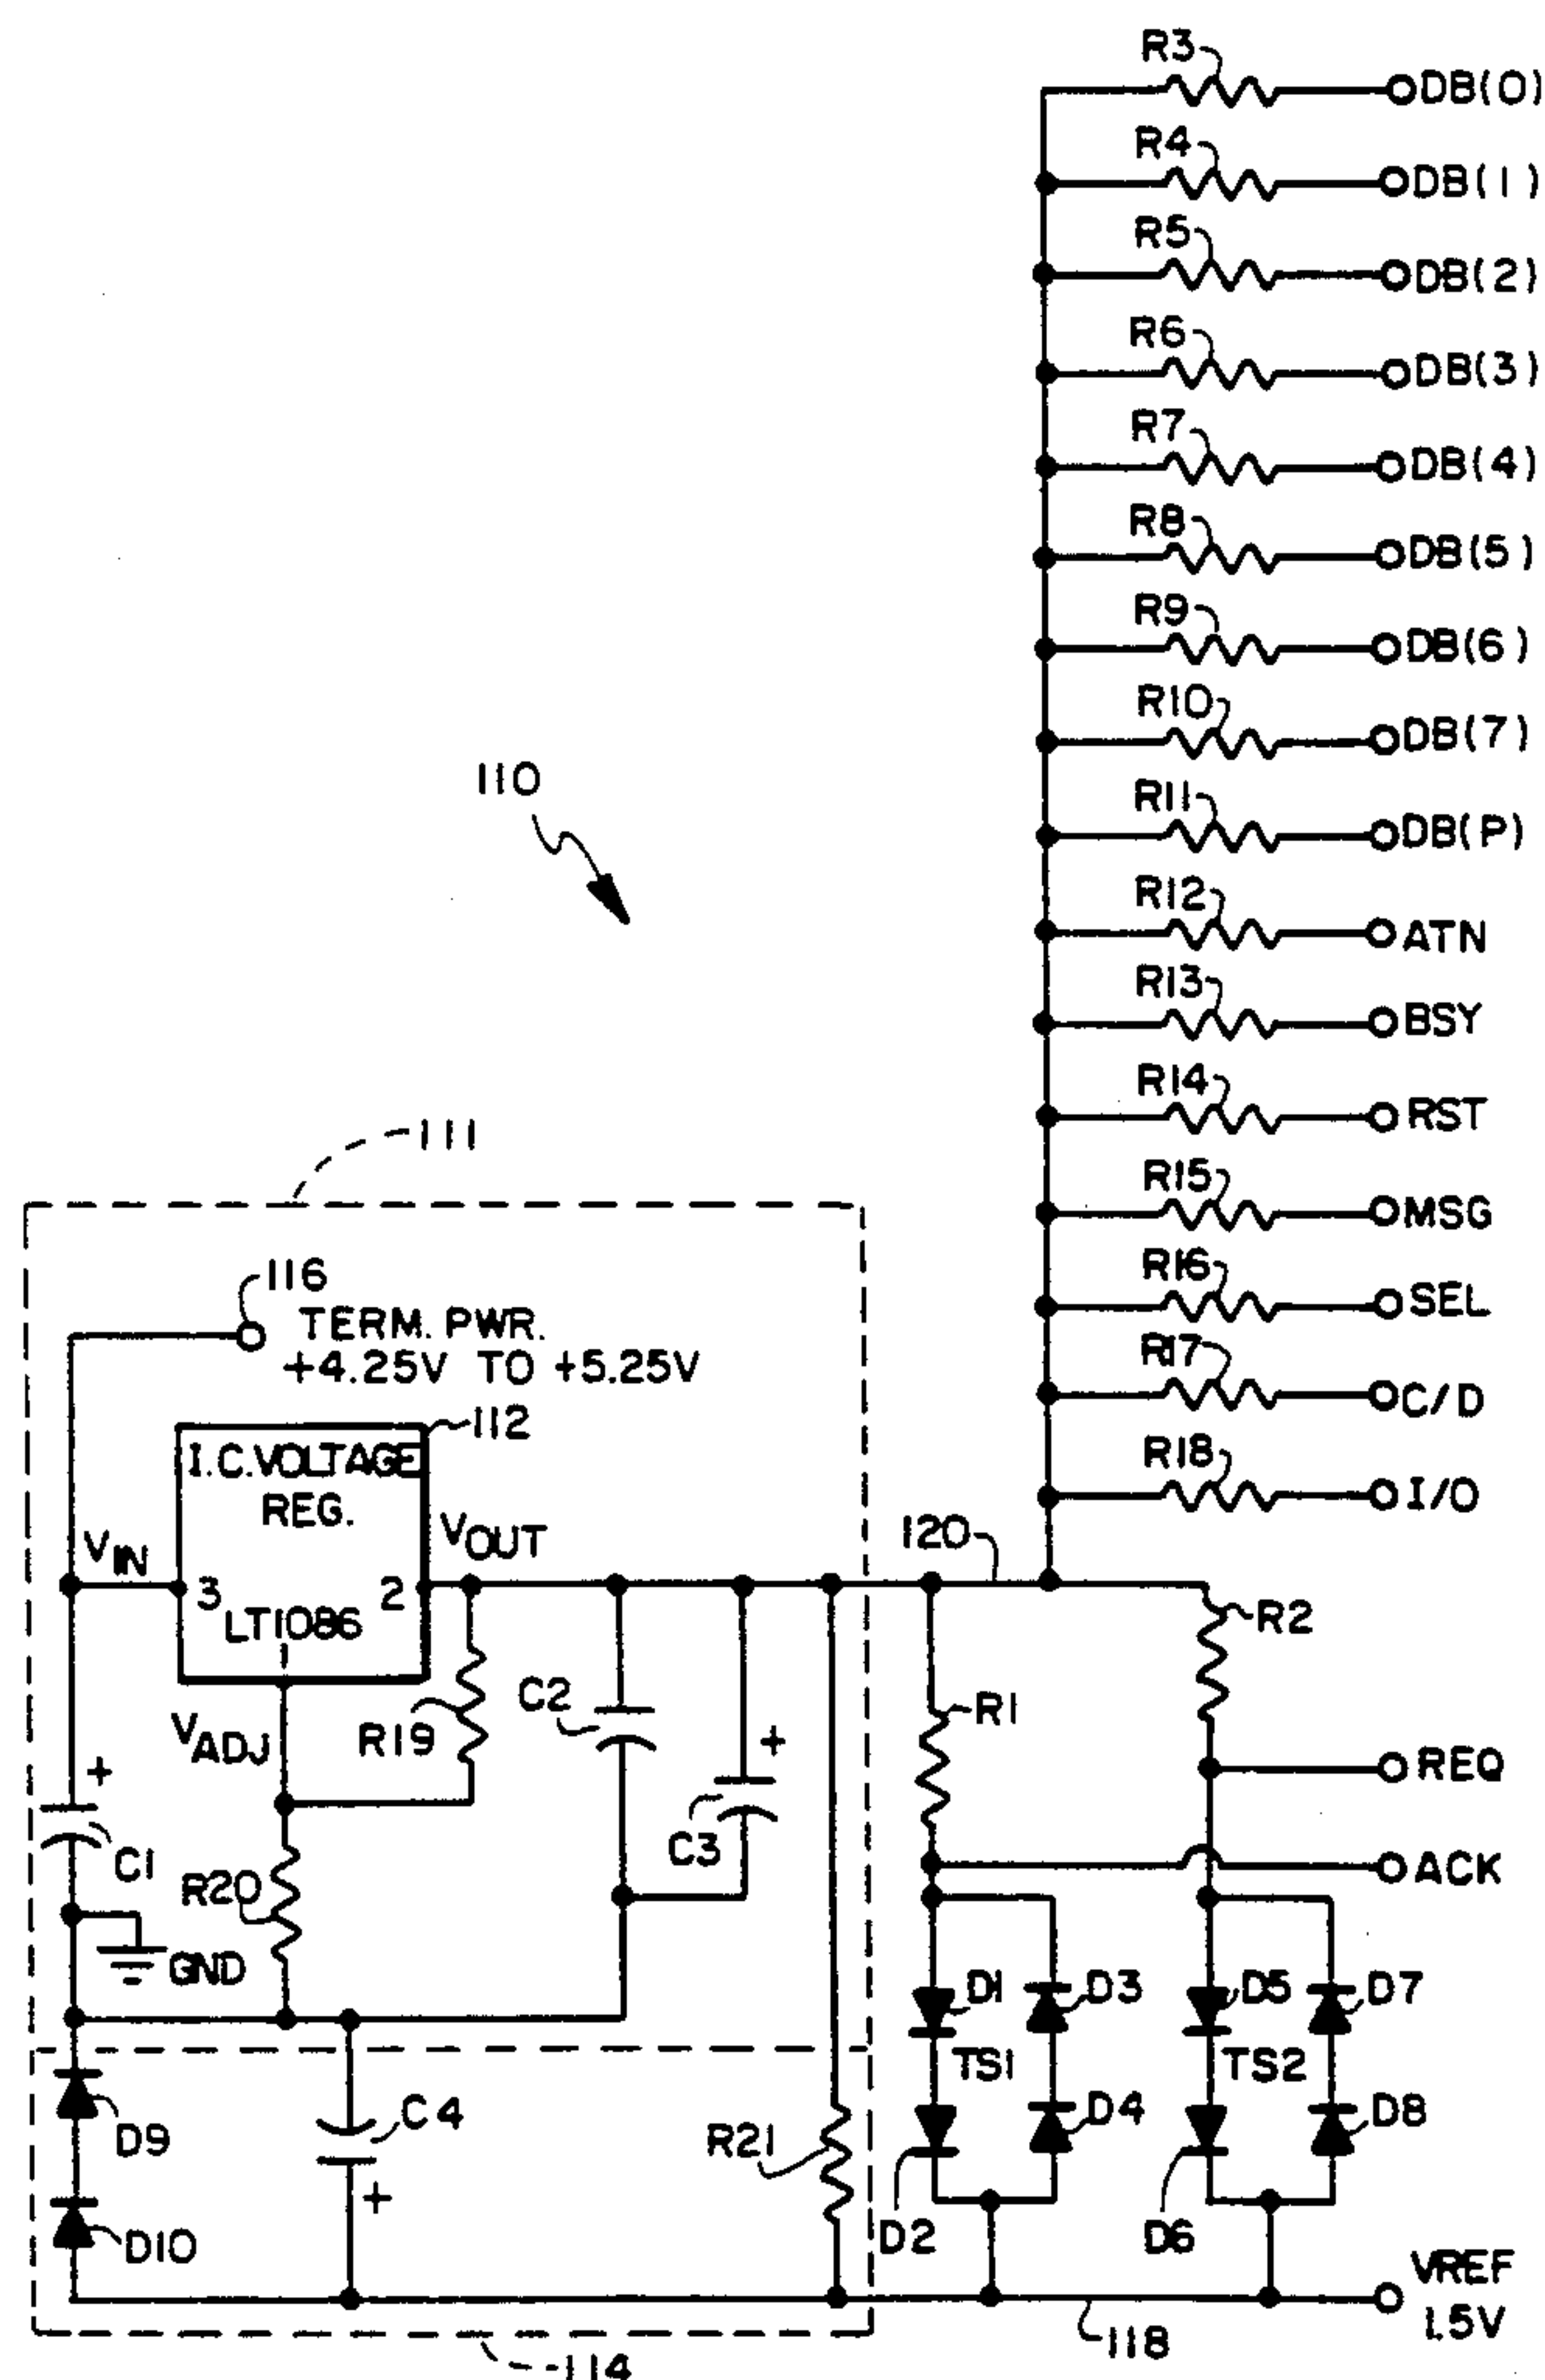 R3
DB(0)
R4
DB(1)
R5
DB(2)
R6
DB(3)
R7
DB(4)
R8
DB(5)
R9
DB(6)
R10
DB(7)
110
R11
DB(P)
R12
ATN
R13
BSY
R14
RST
111
R15
MSG
116
R16
SEL
TERM. PWR.
+4.25V TO +5.25V
R17
C/D
112
I.C. VOLTAGE
REG.
R18
I/O
VIN
VOUT
120
3
2
LT1086
R2
C2
R1
VADJ
R19
+
+
REQ
C3
C1
ACK
R20
GND
D1
D3
D5
D7
TS1
TS2
C4
D4
D8
D9
R21
+
D10
D2
D6
VREF
1.5V
118
114